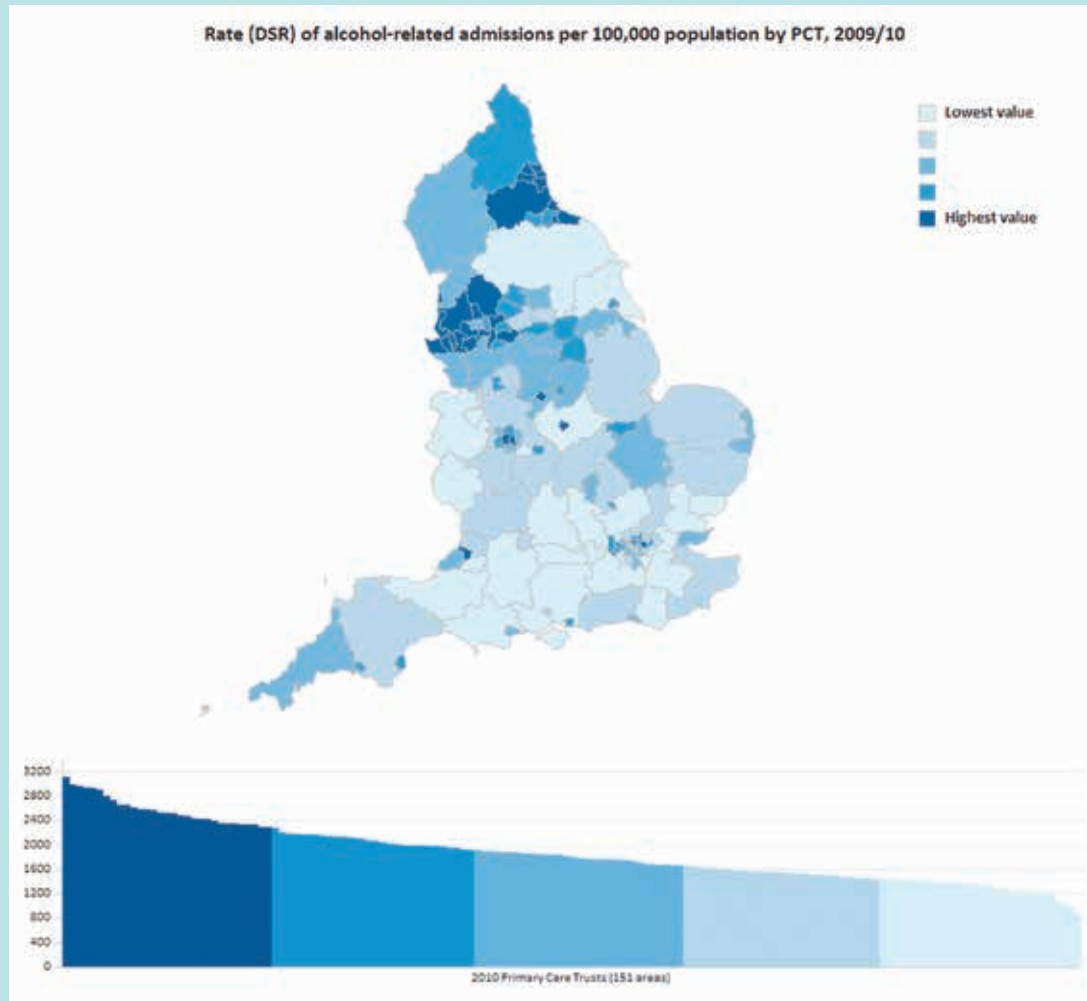 Rate (DSR) of alcohol-related admissions per 100,000 population by PCT, 2009/10
Lowest value
Highest value
3200
2800
2400
2000
1600
1200
800
400
0
2010 Primary Care Trusts (151 areas)